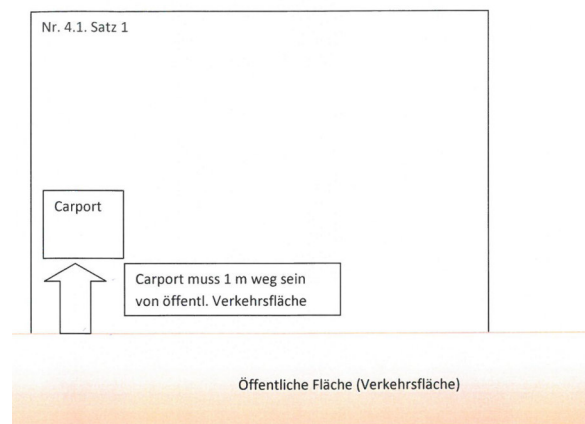 Nr. 4.1. Satz 1
Carport
Carport muss 1 m weg sein
von öffentl. Verkehrsfläche
Öffentliche Fläche (Verkehrsfläche)